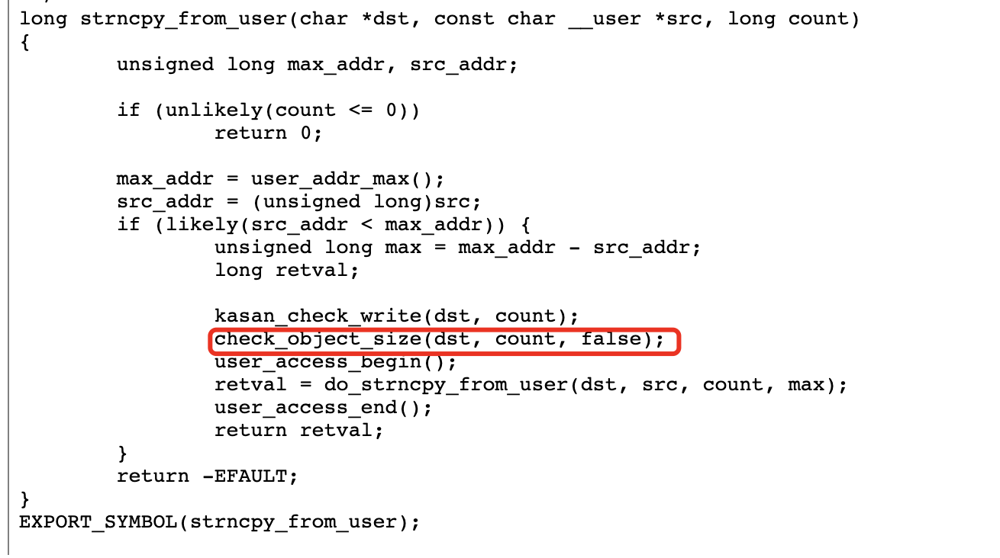 long strncpy_from_user(char *dst, const char __user *src, long count)
{
        unsigned long max_addr, src_addr;
        if (unlikely(count <= 0))
                return 0;
        max_addr = user_addr_max();
        src_addr = (unsigned long)src;
        if (likely(src_addr < max_addr)) {
                unsigned long max = max_addr - src_addr;
                long retval;
                kasan_check_write(dst, count);
                check_object_size(dst, count, false);
                user_access_begin();
                retval = do_strncpy_from_user(dst, src, count, max);
                user_access_end();
                return retval;
        }
        return -EFAULT;
}
EXPORT_SYMBOL(strncpy_from_user);